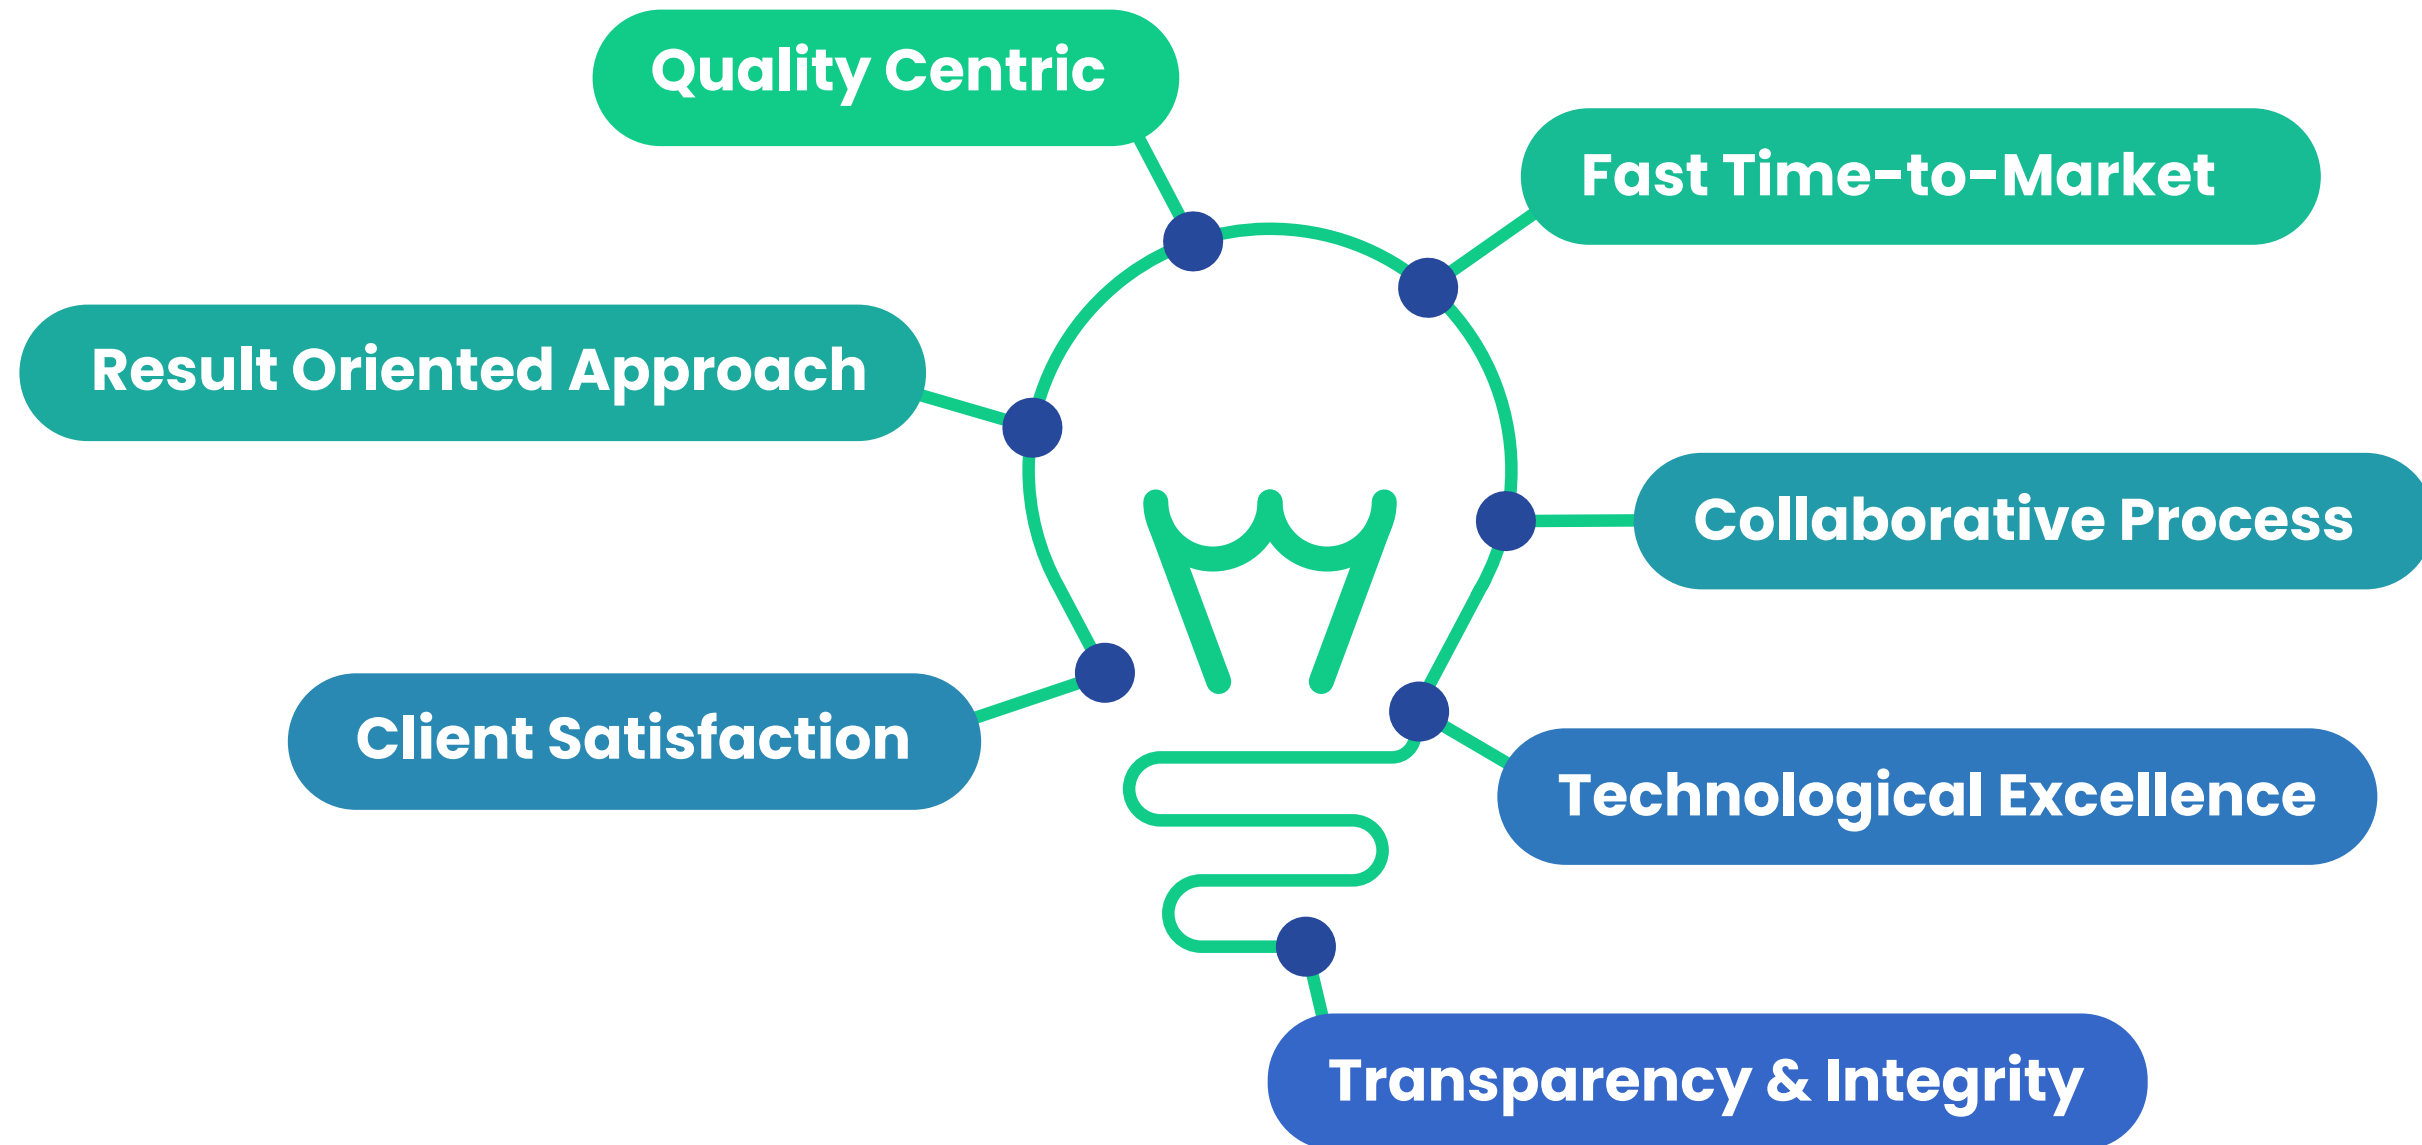 Quality Centric
Fast Time-to-Market
Result Oriented Approach
Collaborative Process
Client Satisfaction
Technological Excellence
Transparency & Integrity